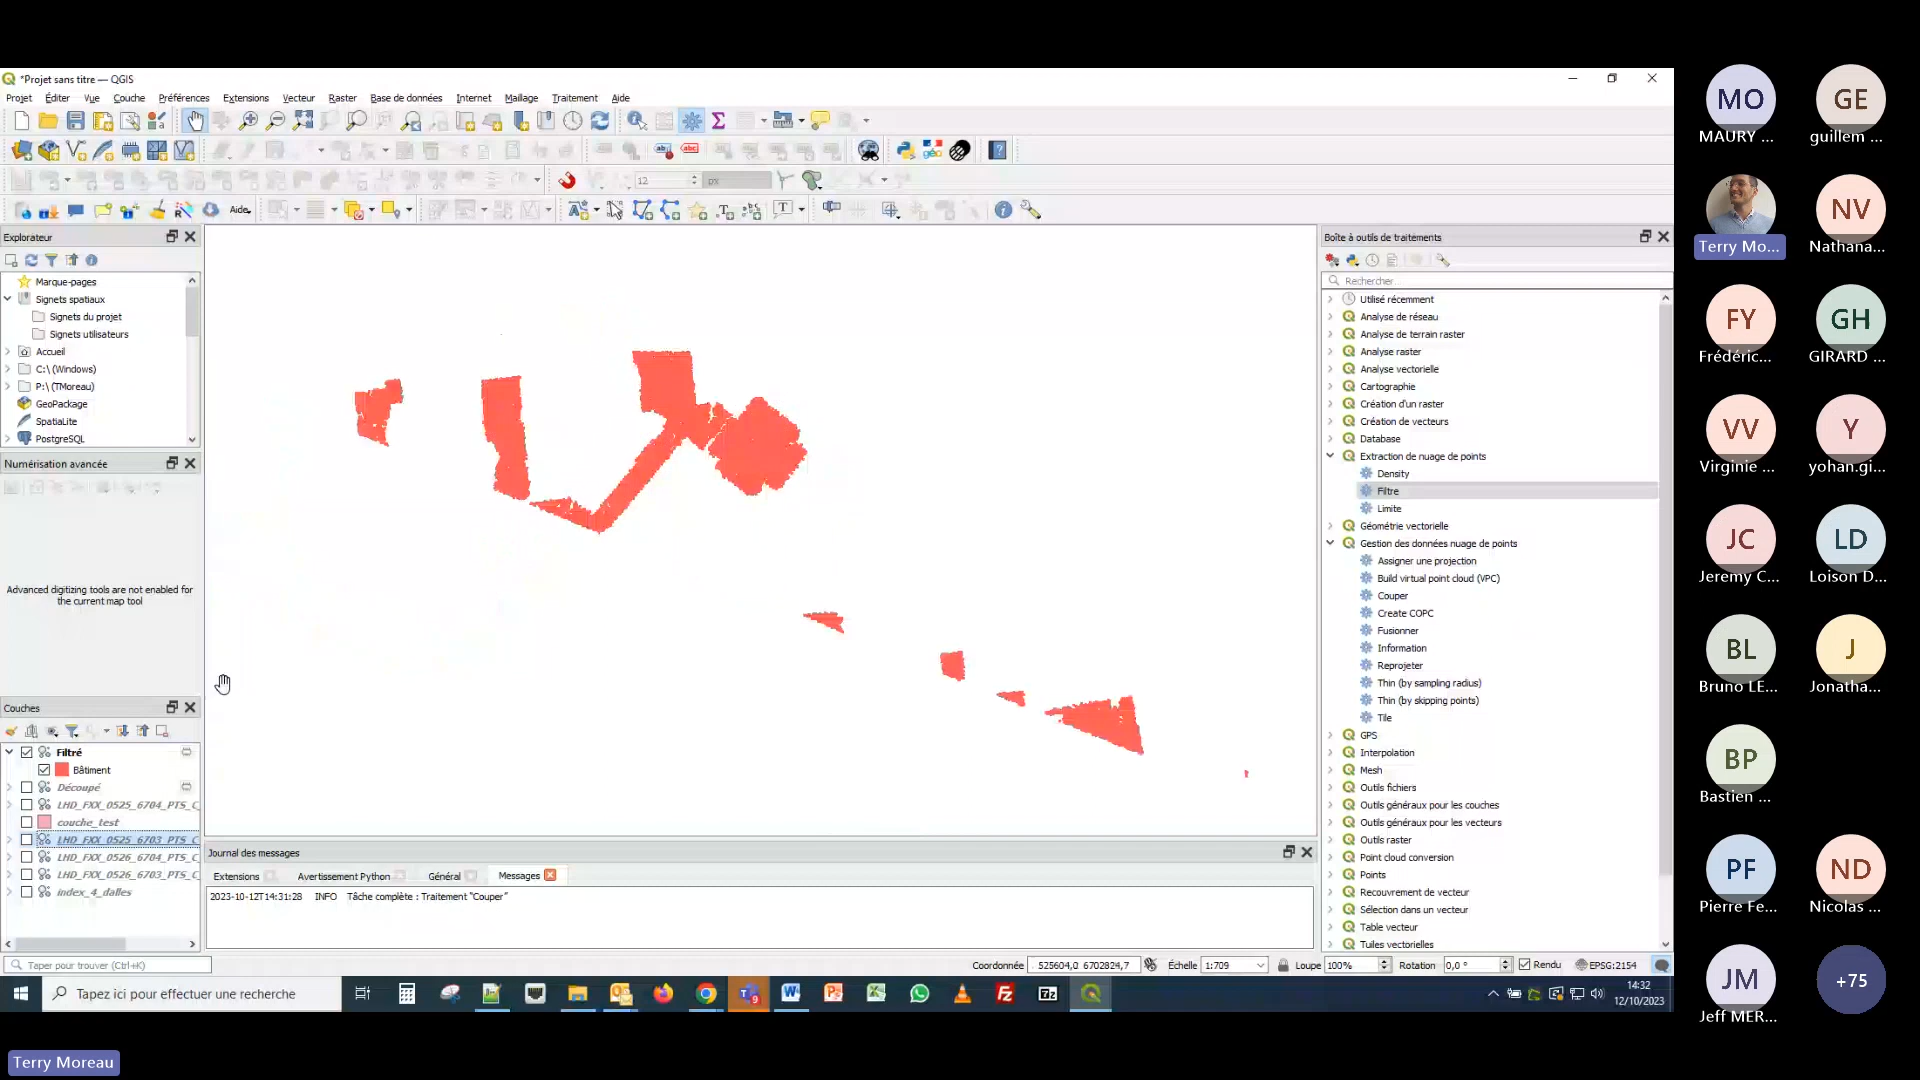 *Projet sans titre — QGIS
Projet Éditer Vue Couche Préférences Extensions Vecteur Raster Base de données Internet Maillage Traitement Aide
12 px
Aide
Explorateur
Marque-pages
Signets spatiaux
Signets du projet
Signets utilisateurs
Accueil
C:\ (Windows)
P:\ (TMoreau)
GeoPackage
SpatiaLite
PostgreSQL
Numérisation avancée
Advanced digitizing tools are not enabled for
the current map tool
Couches
Filtré
Bâtiment
Découpé
LHD_FXX_0525_6704_PTS_C
couche_test
LHD_FXX_0525_6703_PTS_C
LHD_FXX_0526_6704_PTS_C
LHD_FXX_0526_6703_PTS_C
index_4_dalles
Taper pour trouver (Ctrl+K)
Journal des messages
Extensions Avertissement Python Général Messages
2023-10-12T14:31:28 INFO Tâche complète : Traitement "Couper"
Boîte à outils de traitements
Rechercher...
Utilisé récemment
Analyse de réseau
Analyse de terrain raster
Analyse raster
Analyse vectorielle
Cartographie
Création d'un raster
Création de vecteurs
Database
Extraction de nuage de points
Density
Filtre
Limite
Géométrie vectorielle
Gestion des données nuage de points
Assigner une projection
Build virtual point cloud (VPC)
Couper
Create COPC
Fusionner
Information
Reprojeter
Thin (by sampling radius)
Thin (by skipping points)
Tile
GPS
Interpolation
Mesh
Outils fichiers
Outils généraux pour les couches
Outils généraux pour les vecteurs
Outils raster
Point cloud conversion
Points
Recouvrement de vecteur
Sélection dans un vecteur
Table vecteur
Tuiles vectorielles
Coordonnée 525604,0 6702824,7 Échelle 1:709 Loupe 100% Rotation 0,0 ° Rendu EPSG:2154
Tapez ici pour effectuer une recherche
14:32
12/10/2023
MO GE
MAURY ... guillem ...
NV
Terry Mo... Nathana...
FY GH
Frédéric... GIRARD ...
VV Y
Virginie ... yohan.gi...
JC LD
Jeremy C... Loison D...
BL J
Bruno LE... Jonatha...
BP
Bastien ...
PF ND
Pierre Fe... Nicolas ...
JM +75
Jeff MER...
Terry Moreau